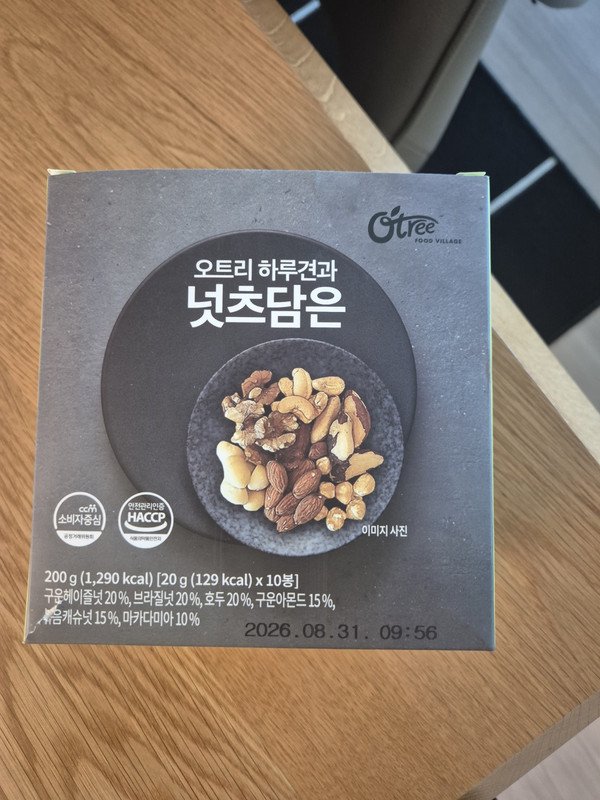 Otree
FOOD VILLAGE
오트리 하루견과
넛츠담은
CCM
소비자중심
공정거래위원회
안전관리인증
HACCP
식품의약품안전처
이미지 사진
200 g (1,290 kcal) [20 g (129 kcal) x 10봉]
구운헤이즐넛 20 %, 브라질넛 20 %, 호두 20 %, 구운아몬드 15 %,
볶음캐슈넛 15 %, 마카다미아 10 %
2026.08.31. 09:56